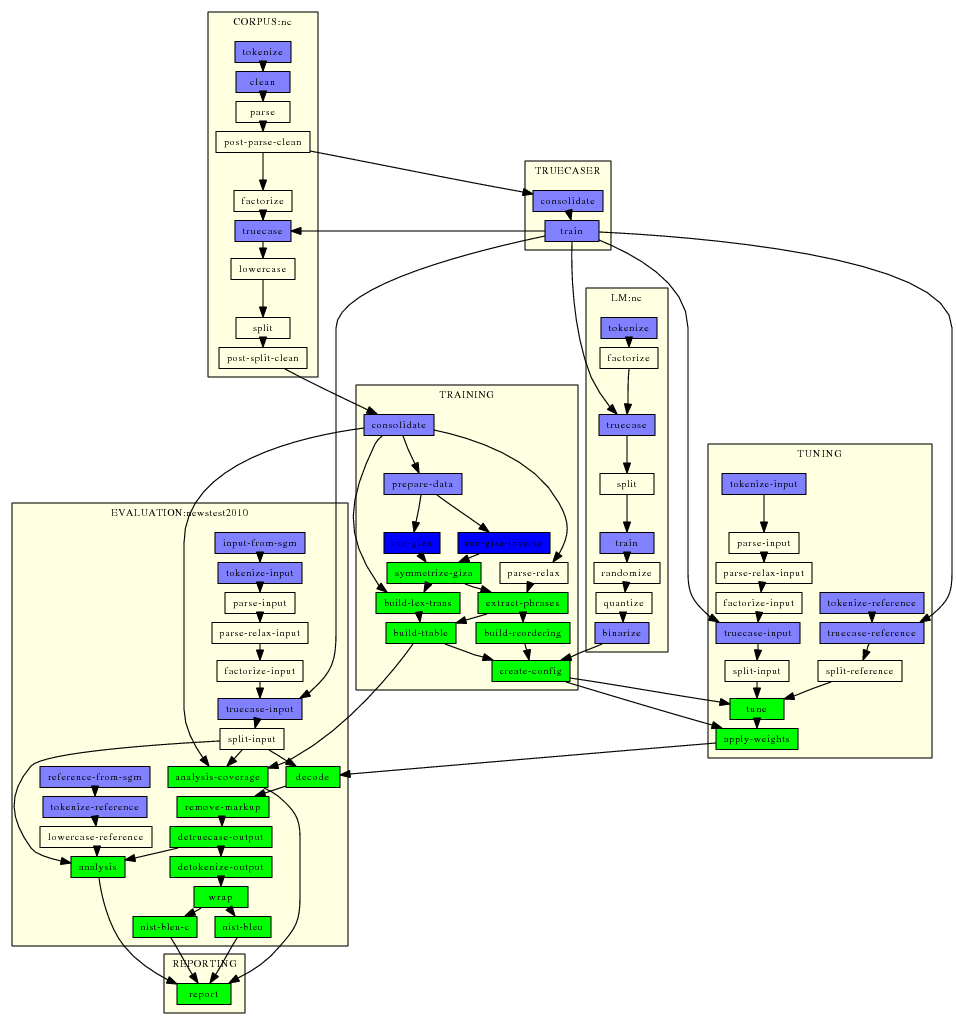 CORPUS:nc
tokenize
clean
parse
post-parse-clean
factorize
truecase
lowercase
split
post-split-clean
TRUECASER
consolidate
train
LM:nc
tokenize
factorize
truecase
split
train
randomize
quantize
binarize
TRAINING
consolidate
prepare-data
run-giza
run-giza-inverse
symmetrize-giza
parse-relax
build-lex-trans
extract-phrases
build-ttable
build-reordering
create-config
TUNING
tokenize-input
parse-input
parse-relax-input
factorize-input
tokenize-reference
truecase-input
truecase-reference
split-input
split-reference
tune
apply-weights
EVALUATION:newstest2010
input-from-sgm
tokenize-input
parse-input
parse-relax-input
factorize-input
truecase-input
split-input
reference-from-sgm
analysis-coverage
decode
tokenize-reference
remove-markup
lowercase-reference
detruecase-output
analysis
detokenize-output
wrap
nist-bleu-c
nist-bleu
REPORTING
report